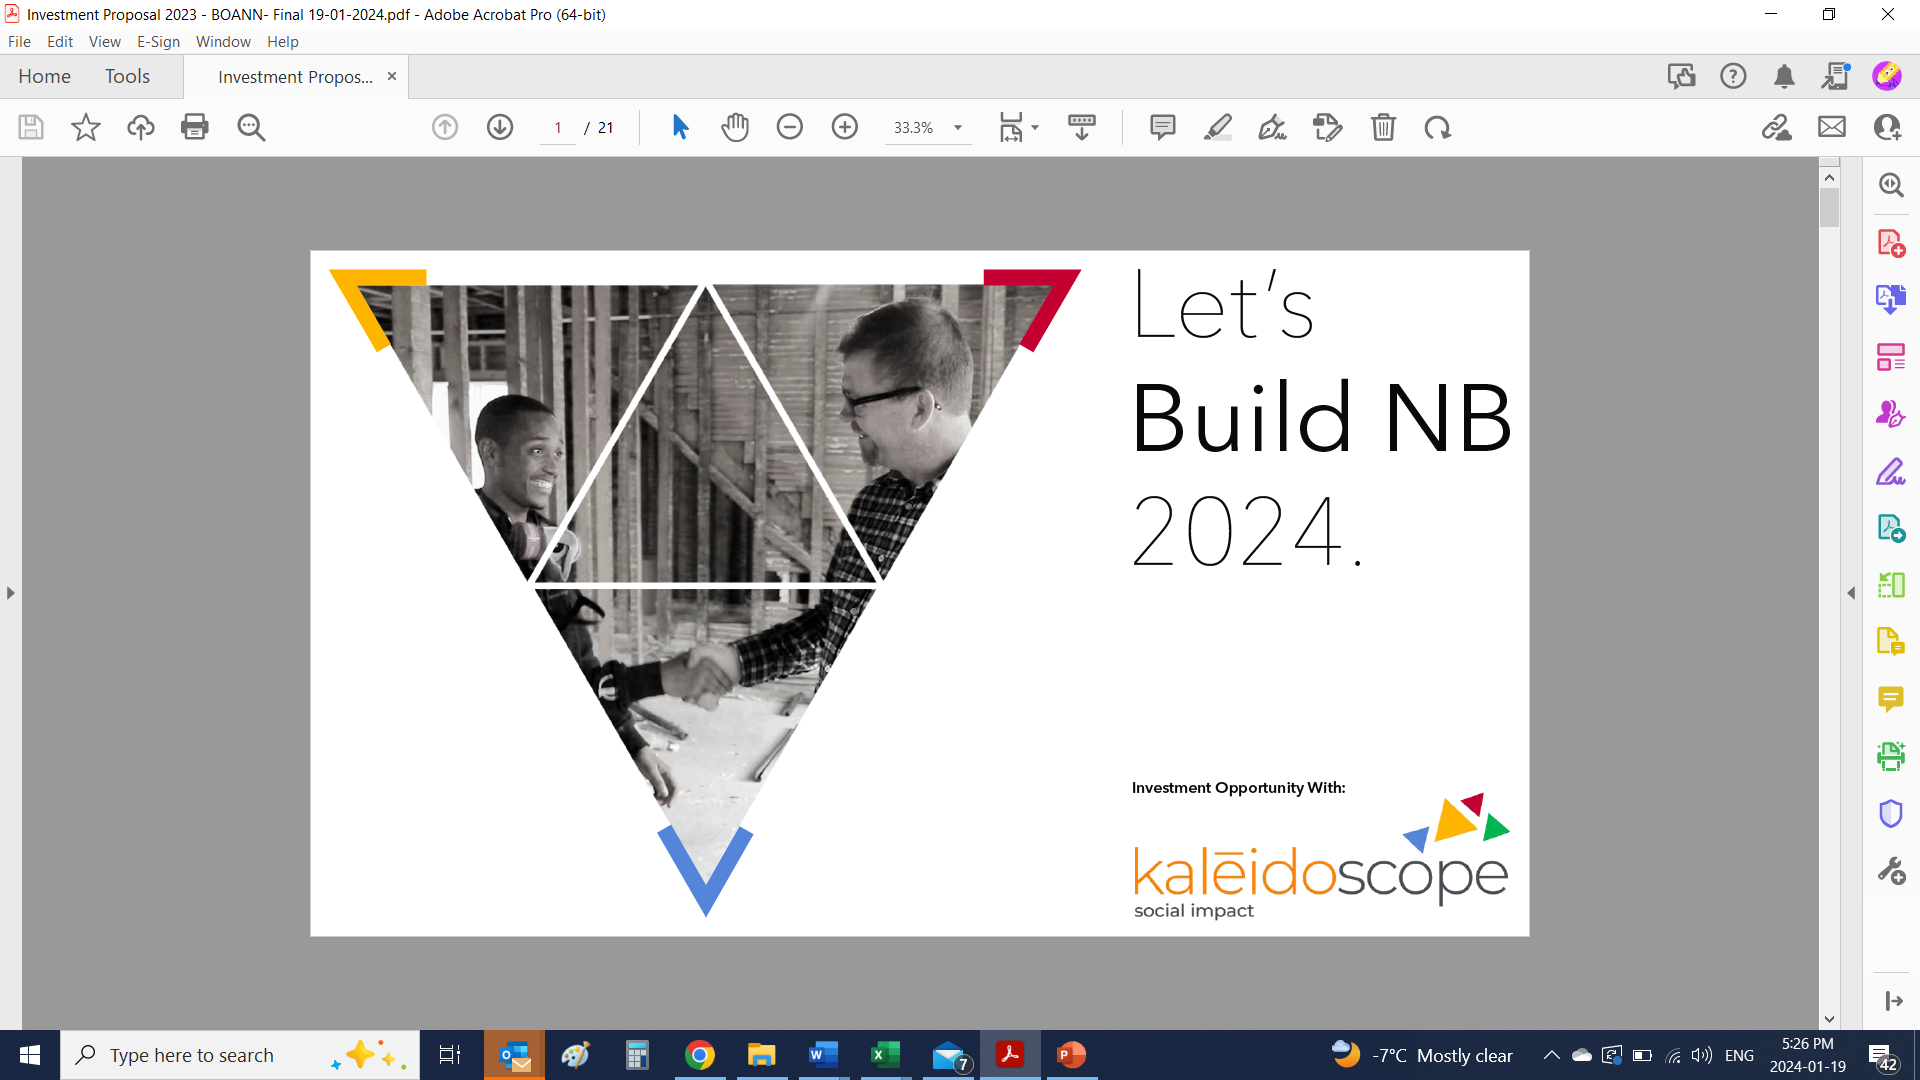 Investment Proposal 2023 - BOANN- Final 19-01-2024.pdf - Adobe Acrobat Pro (64-bit)
File Edit View E-Sign Window Help
Home Tools Investment Propos... ×
1 / 21 33.3%
Let's
Build NB
2024.
Investment Opportunity With:
kalēidoscope
social impact
Type here to search
7
-7°C Mostly clear
ENG
5:26 PM
2024-01-19
42